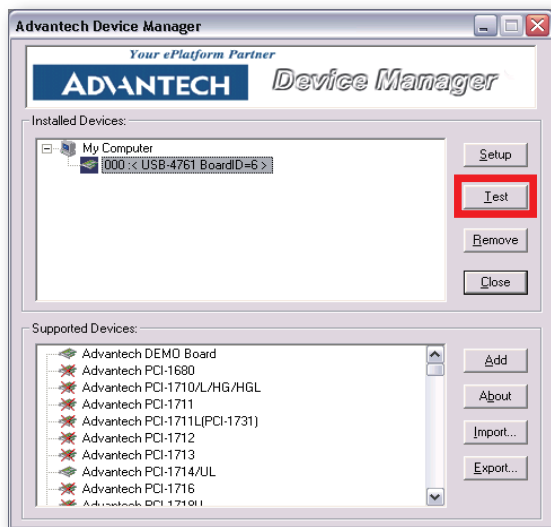 Advantech Device Manager
Your ePlatform Partner
ADVANTECH Device Manager
Installed Devices:
My Computer
000 :< USB-4761 BoardID=6 >
Setup
Test
Remove
Close
Supported Devices:
Advantech DEMO Board
Advantech PCI-1680
Advantech PCI-1710/L/HG/HGL
Advantech PCI-1711
Advantech PCI-1711L(PCI-1731)
Advantech PCI-1712
Advantech PCI-1713
Advantech PCI-1714/UL
Advantech PCI-1716
Advantech PCI-1718U
Add
About
Import...
Export...